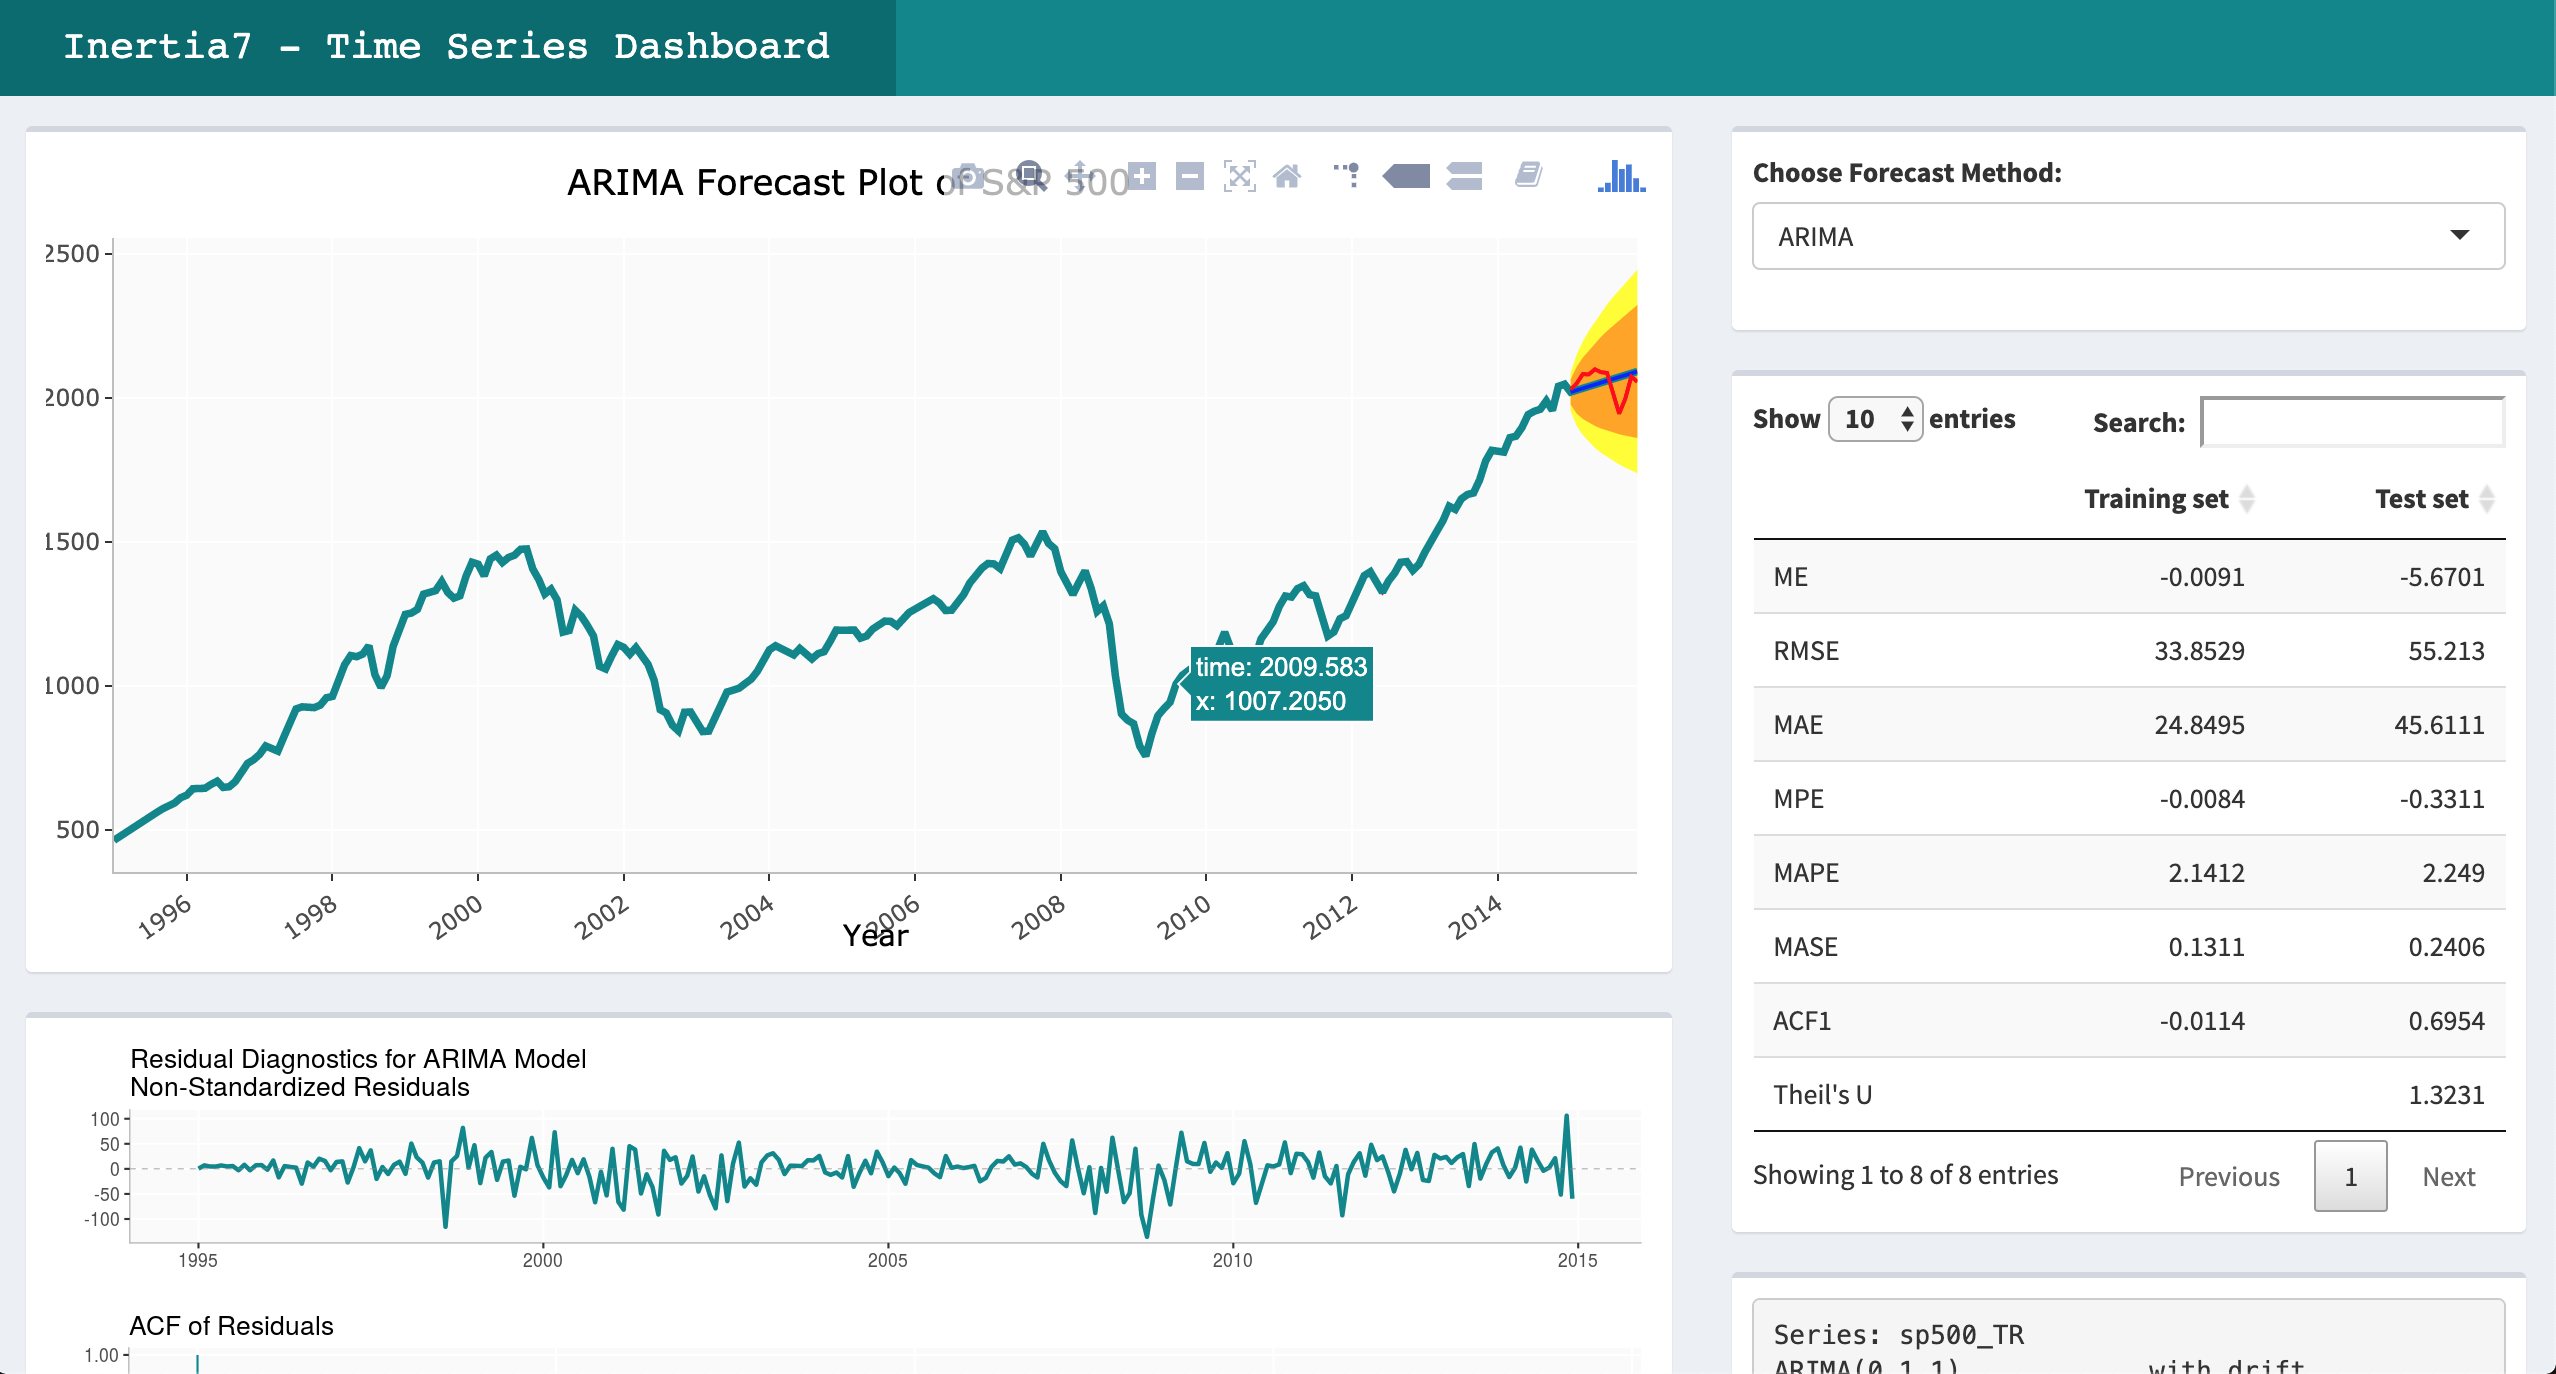 Inertia7 - Time Series Dashboard
ARIMA Forecast Plot of S&P 500
2500
2000
1500
1000
500
time: 2009.583
x: 1007.2050
1996
1998
2000
2002
2004
2006
2008
2010
2012
2014
Year
Residual Diagnostics for ARIMA Model
Non-Standardized Residuals
100
50
0
-50
-100
1995
2000
2005
2010
2015
ACF of Residuals
1.00
Choose Forecast Method:
ARIMA
Show 10 entries
Search:
Training set Test set
ME -0.0091 -5.6701
RMSE 33.8529 55.213
MAE 24.8495 45.6111
MPE -0.0084 -0.3311
MAPE 2.1412 2.249
MASE 0.1311 0.2406
ACF1 -0.0114 0.6954
Theil's U 1.3231
Showing 1 to 8 of 8 entries
Previous 1 Next
Series: sp500_TR
ARIMA(0,1,1) with drift